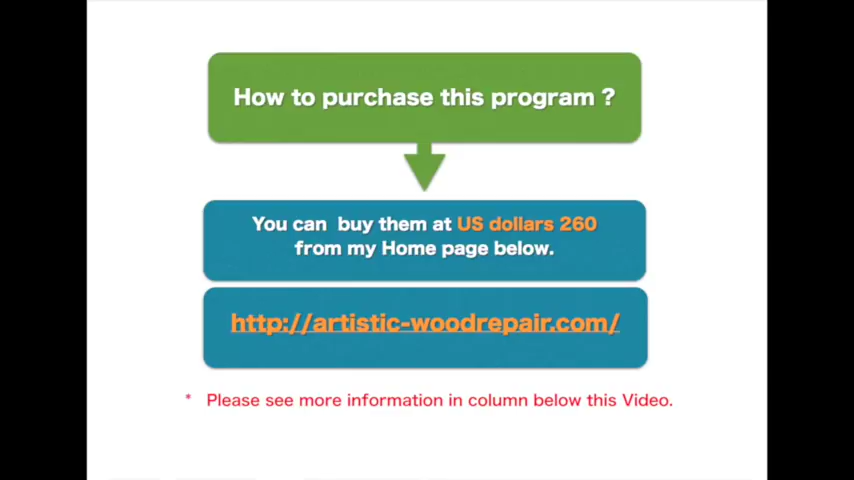 How to purchase this program ?
You can buy them at US dollars 260
from my Home page below.
http://artistic-woodrepair.com/
* Please see more information in column below this Video.